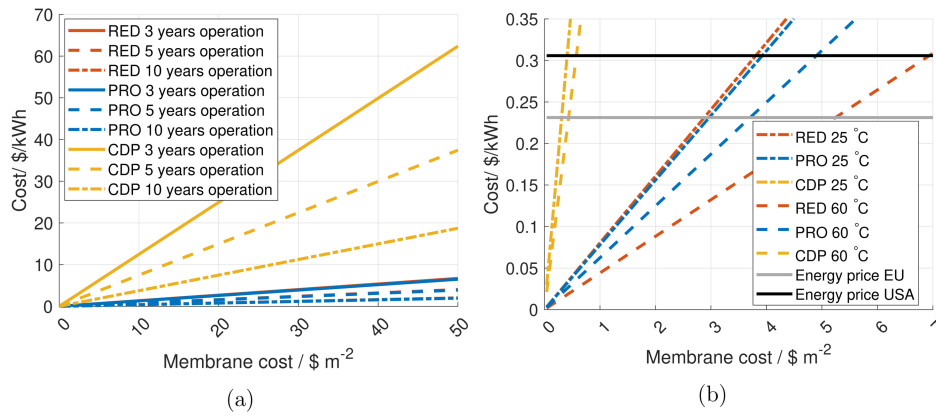 70
60
50
40
30
20
10
0
Cost/ $/kWh
RED 3 years operation
RED 5 years operation
RED 10 years operation
PRO 3 years operation
PRO 5 years operation
PRO 10 years operation
CDP 3 years operation
CDP 5 years operation
CDP 10 years operation
0 10 20 30 40 50
Membrane cost / $ m-2
(a)
0.35
0.3
0.25
0.2
0.15
0.1
0.05
0
Cost/ $/kWh
RED 25 °C
PRO 25 °C
CDP 25 °C
RED 60 °C
PRO 60 °C
CDP 60 °C
Energy price EU
Energy price USA
0 1 2 3 4 5 6 7
Membrane cost / $ m-2
(b)